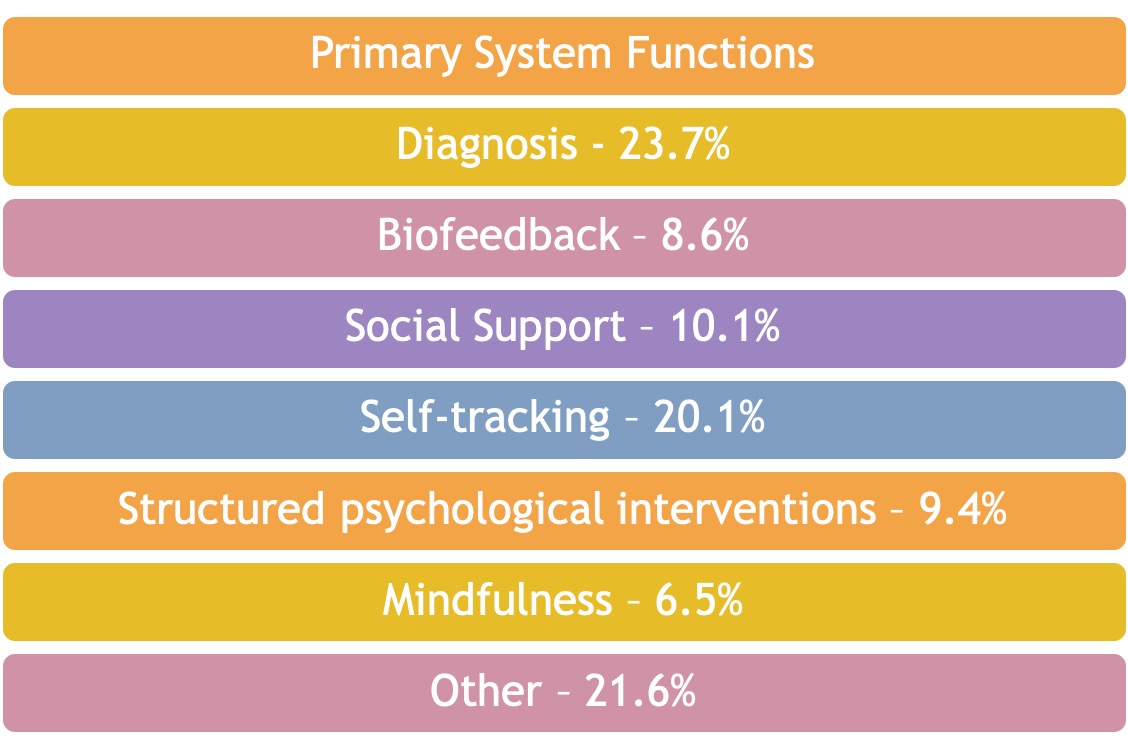 Primary System Functions
Diagnosis - 23.7%
Biofeedback – 8.6%
Social Support – 10.1%
Self-tracking – 20.1%
Structured psychological interventions – 9.4%
Mindfulness – 6.5%
Other – 21.6%